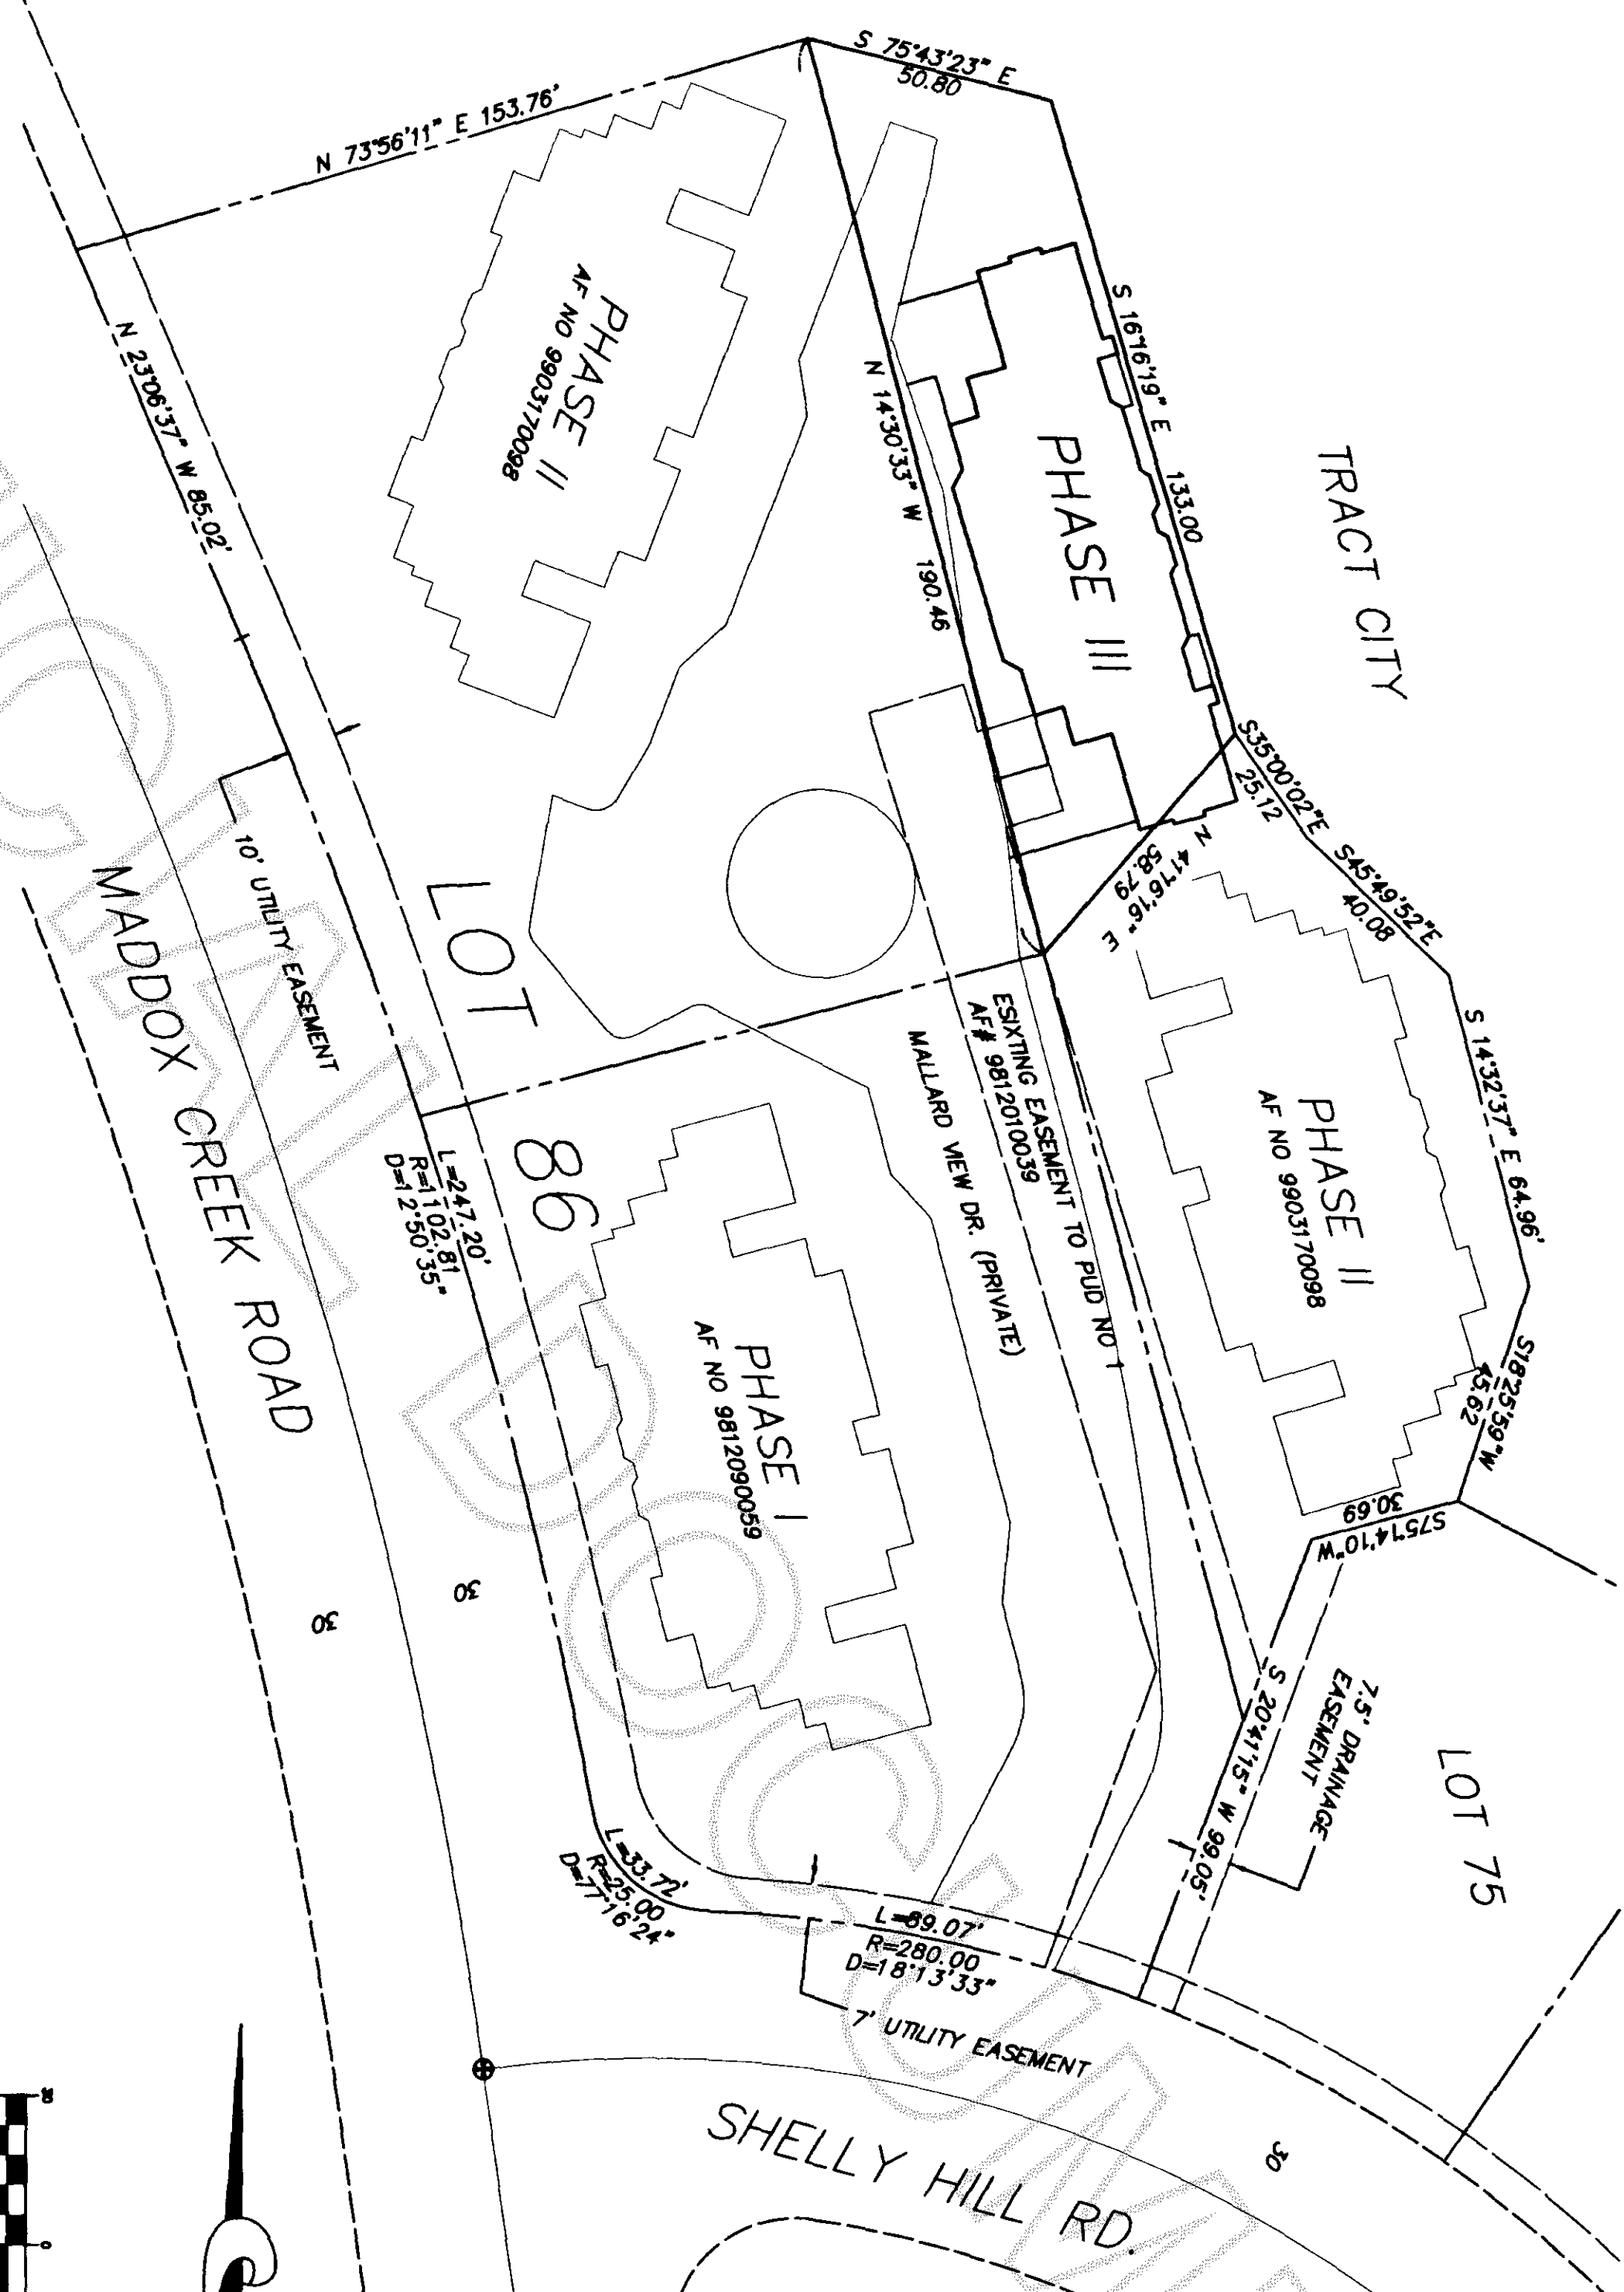 S 75°43'23" E
50.80
N 73°56'11" E 153.76'
S 16°16'19" E 133.00
N 14°30'33" W 190.46
N 23°06'37" W 85.02'
PHASE II
AF NO 9903170098
PHASE III
TRACT CITY
S35°00'02"E
25.12
S45°49'52"E
40.08
N 41°16'16" E
58.79
S 14°32'37" E 64.96'
S18°25'59"W
45.62
S75°14'10"W
30.69
PHASE II
AF NO 9903170098
10' UTILITY EASEMENT
MADDOX CREEK ROAD
LOT 86
ESIXTING EASEMENT TO PUD NO 1
AF# 9812010039
MALLARD VIEW DR. (PRIVATE)
L=247.20'
R=1102.81
D=12°50'35"
PHASE I
AF NO 9812090059
30
30
S 20°41'15" W 99.05'
7.5' DRAINAGE
EASEMENT
LOT 75
L=33.72'
R=25.00
D=77°16'24"
L=89.07'
R=280.00
D=18°13'33"
7' UTILITY EASEMENT
SHELLY HILL RD.
30
30
0